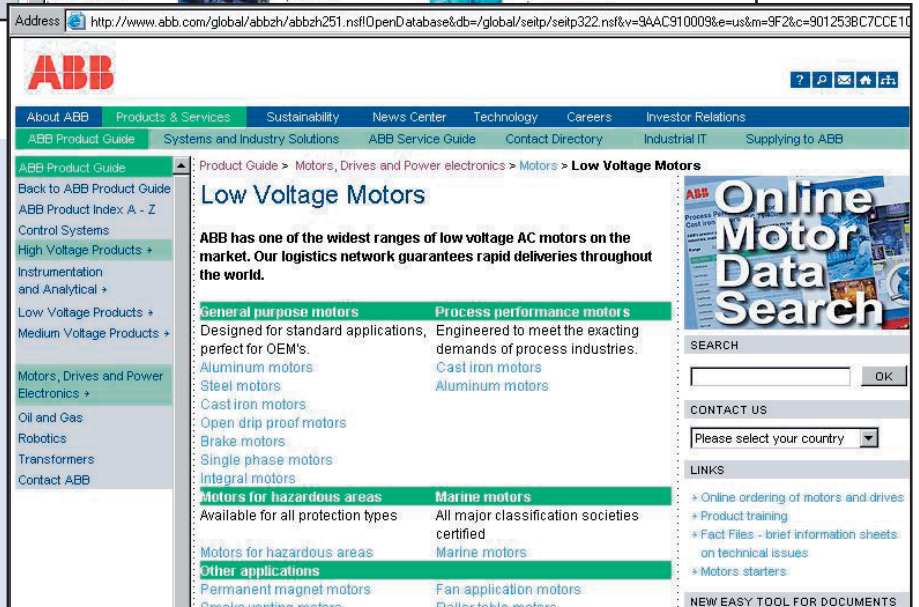 Address http://www.abb.com/global/abbzh/abbzh251.nsf!OpenDatabase&db=/global/seitp/seitp322.nsf&v=9AAC910009&e=us&m=9F2&c=901253BC7CCE10
ABB
About ABB Products & Services Sustainability News Center Technology Careers Investor Relations
ABB Product Guide Systems and Industry Solutions ABB Service Guide Contact Directory Industrial IT Supplying to ABB
ABB Product Guide
Back to ABB Product Guide
ABB Product Index A - Z
Control Systems
High Voltage Products
Instrumentation
and Analytical
Low Voltage Products
Medium Voltage Products
Motors, Drives and Power
Electronics
Oil and Gas
Robotics
Transformers
Contact ABB
Product Guide > Motors, Drives and Power electronics > Motors > Low Voltage Motors
Low Voltage Motors
ABB has one of the widest ranges of low voltage AC motors on the
market. Our logistics network guarantees rapid deliveries throughout
the world.
General purpose motors
Designed for standard applications,
perfect for OEM's.
Aluminum motors
Steel motors
Cast iron motors
Open drip proof motors
Brake motors
Single phase motors
Integral motors
Process performance motors
Engineered to meet the exacting
demands of process industries.
Cast iron motors
Aluminum motors
Motors for hazardous areas
Available for all protection types
Motors for hazardous areas
Marine motors
All major classification societies
certified
Marine motors
Other applications
Permanent magnet motors
Fan application motors
Smoke venting motors
Roller table motors
ABB
Online
Motor
Data
Search
SEARCH
OK
CONTACT US
Please select your country
LINKS
Online ordering of motors and drives
Product training
Fact Files - brief information sheets
on technical issues
Motors starters
NEW EASY TOOL FOR DOCUMENTS